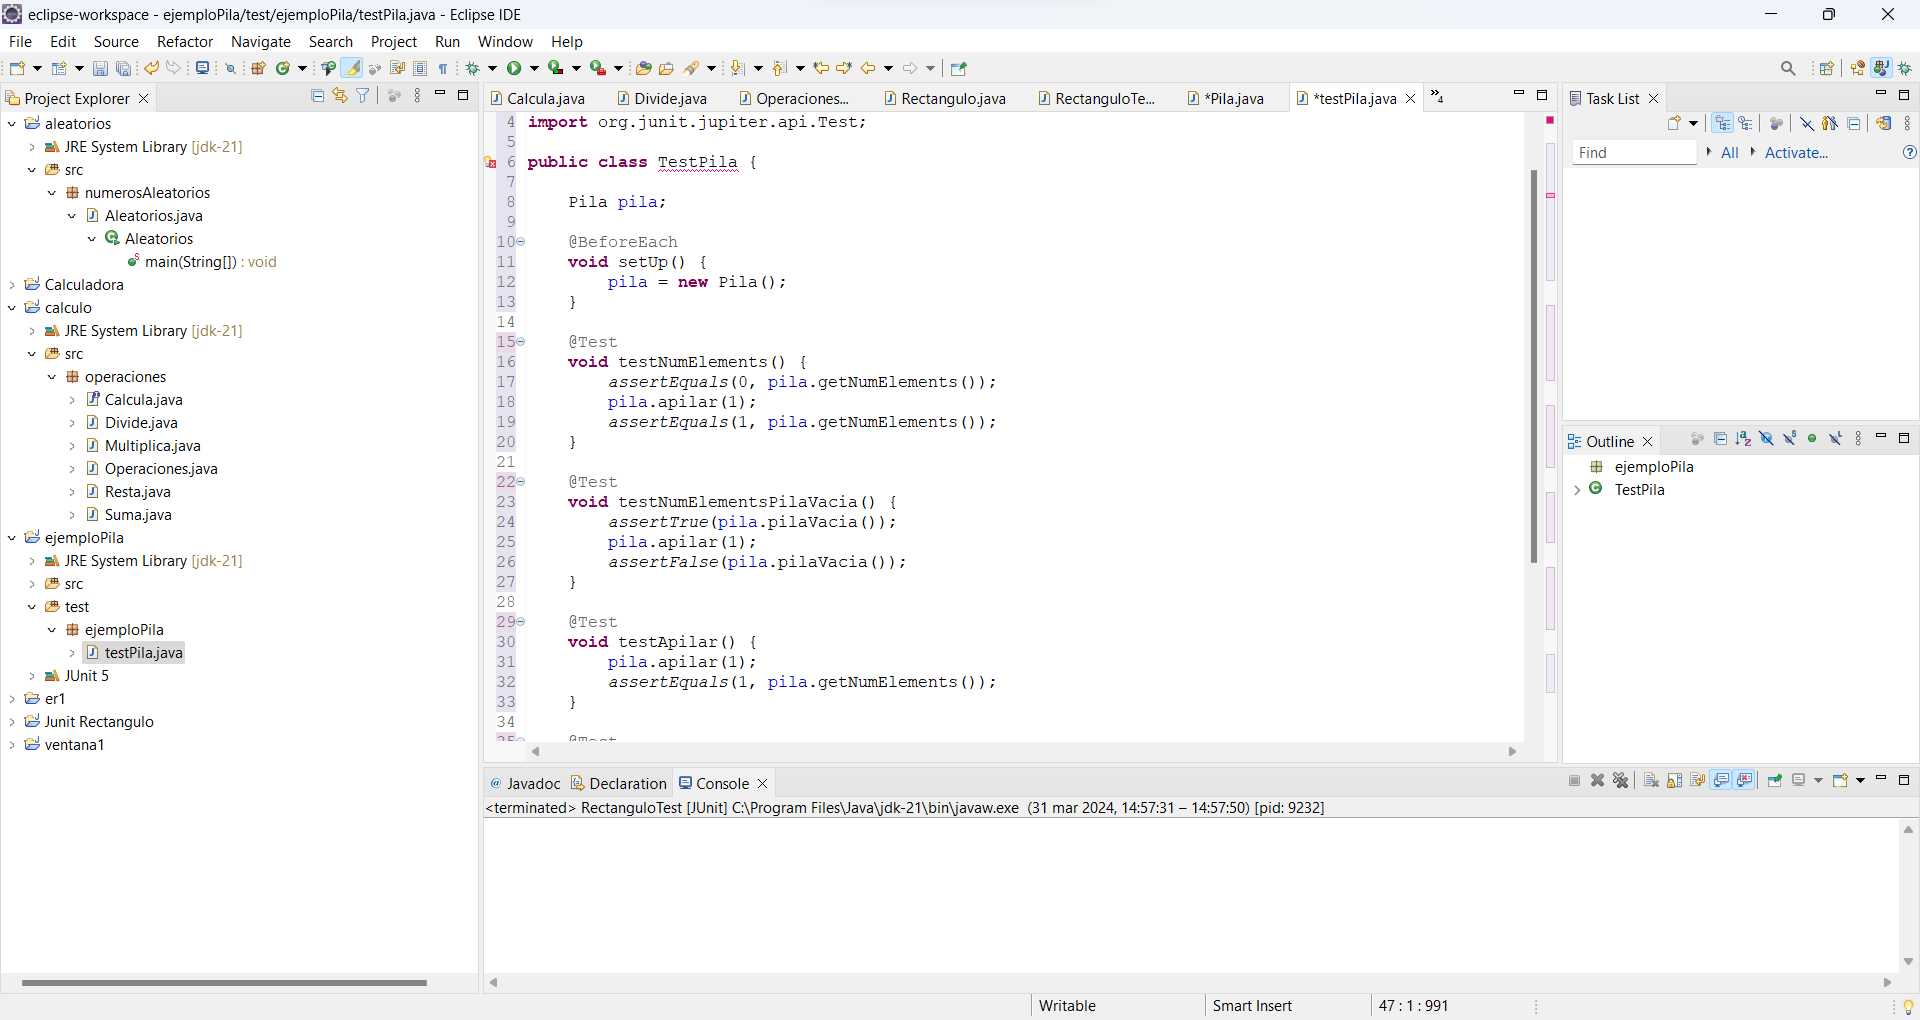 eclipse-workspace - ejemploPila/test/ejemploPila/testPila.java - Eclipse IDE
File Edit Source Refactor Navigate Search Project Run Window Help
Project Explorer
aleatorios
JRE System Library [jdk-21]
src
numerosAleatorios
Aleatorios.java
Aleatorios
main(String[]) : void
Calculadora
calculo
JRE System Library [jdk-21]
src
operaciones
Calcula.java
Divide.java
Multiplica.java
Operaciones.java
Resta.java
Suma.java
ejemploPila
JRE System Library [jdk-21]
src
test
ejemploPila
testPila.java
JUnit 5
er1
Junit Rectangulo
ventana1
Calcula.java Divide.java Operaciones... Rectangulo.java RectanguloTe... *Pila.java *testPila.java »4
4 import org.junit.jupiter.api.Test;
5
6 public class TestPila {
7
8 Pila pila;
9
10 @BeforeEach
11 void setUp() {
12 pila = new Pila();
13 }
14
15 @Test
16 void testNumElements() {
17 assertEquals(0, pila.getNumElements());
18 pila.apilar(1);
19 assertEquals(1, pila.getNumElements());
20 }
21
22 @Test
23 void testNumElementsPilaVacia() {
24 assertTrue(pila.pilaVacia());
25 pila.apilar(1);
26 assertFalse(pila.pilaVacia());
27 }
28
29 @Test
30 void testApilar() {
31 pila.apilar(1);
32 assertEquals(1, pila.getNumElements());
33 }
34
35 @Test
Task List
Find All Activate...
Outline
ejemploPila
TestPila
Javadoc Declaration Console
<terminated> RectanguloTest [JUnit] C:\Program Files\Java\jdk-21\bin\javaw.exe (31 mar 2024, 14:57:31 – 14:57:50) [pid: 9232]
Writable Smart Insert 47 : 1 : 991